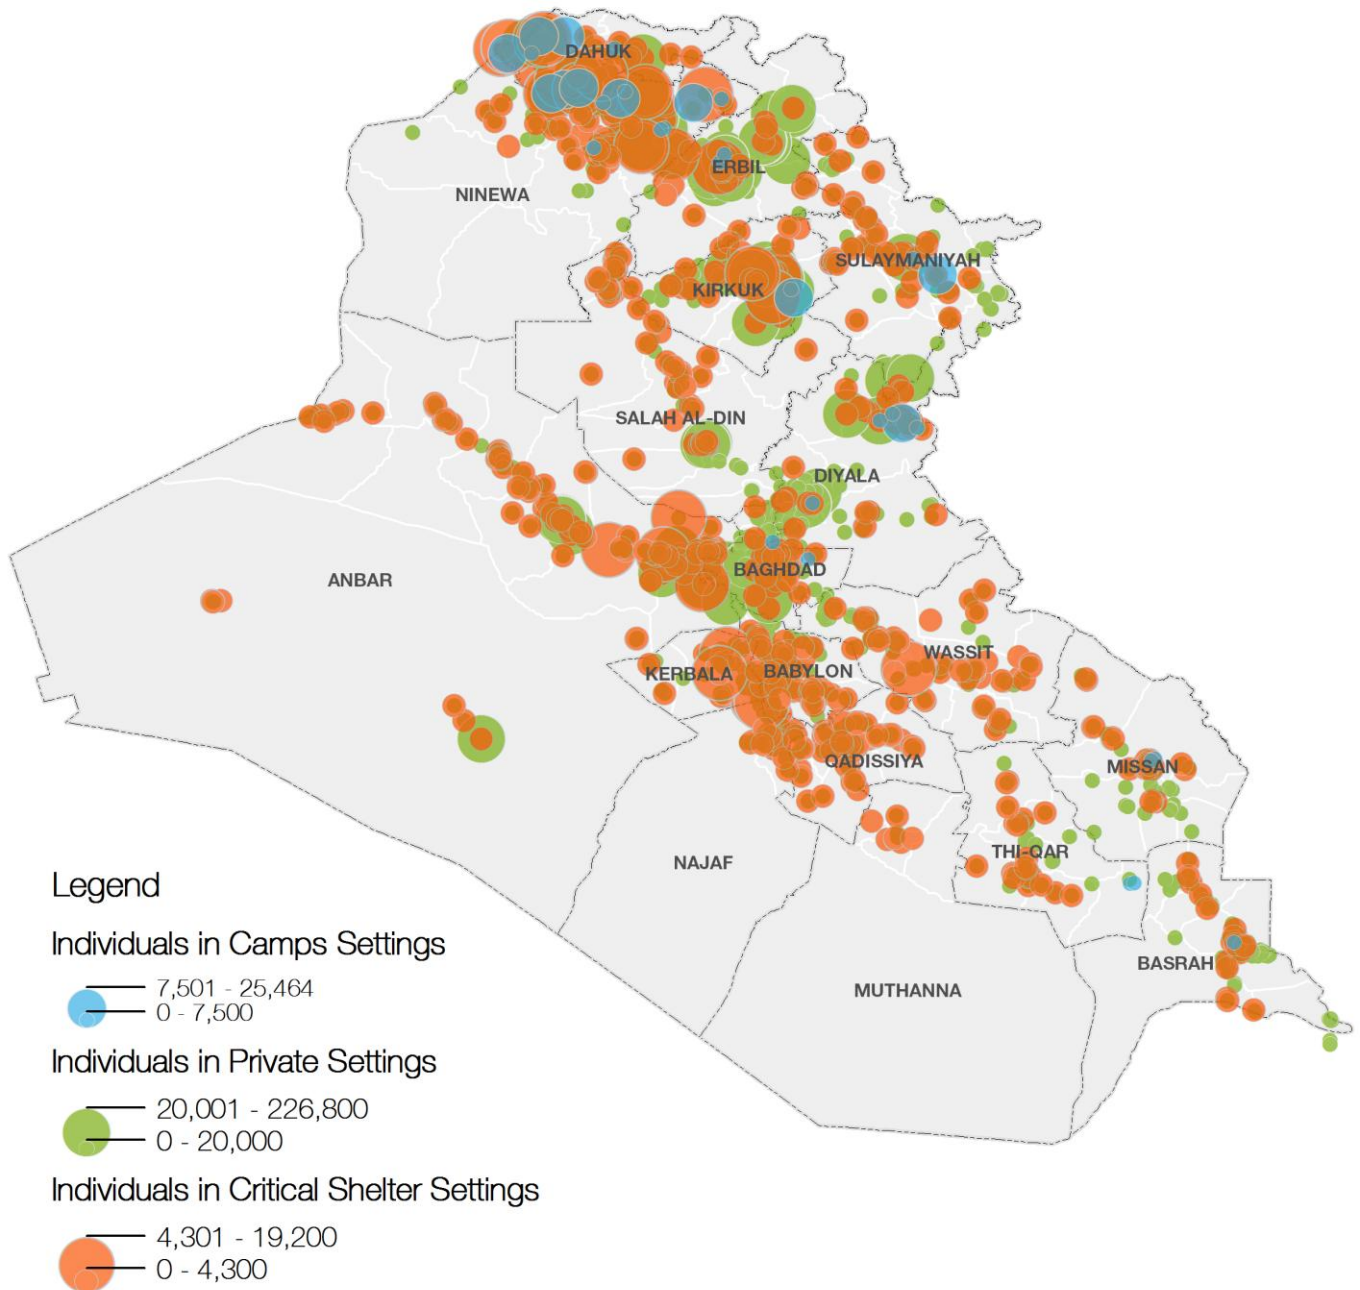 DAHUK
ERBIL
NINEWA
SULAYMANIYAH
KIRKUK
SALAH AL-DIN
DIYALA
BAGHDAD
ANBAR
WASSIT
KERBALA
BABYLON
QADISSIYA
MISSAN
THI-QAR
NAJAF
BASRAH
MUTHANNA
Legend
Individuals in Camps Settings
7,501 - 25,464
0 - 7,500
Individuals in Private Settings
20,001 - 226,800
0 - 20,000
Individuals in Critical Shelter Settings
4,301 - 19,200
0 - 4,300